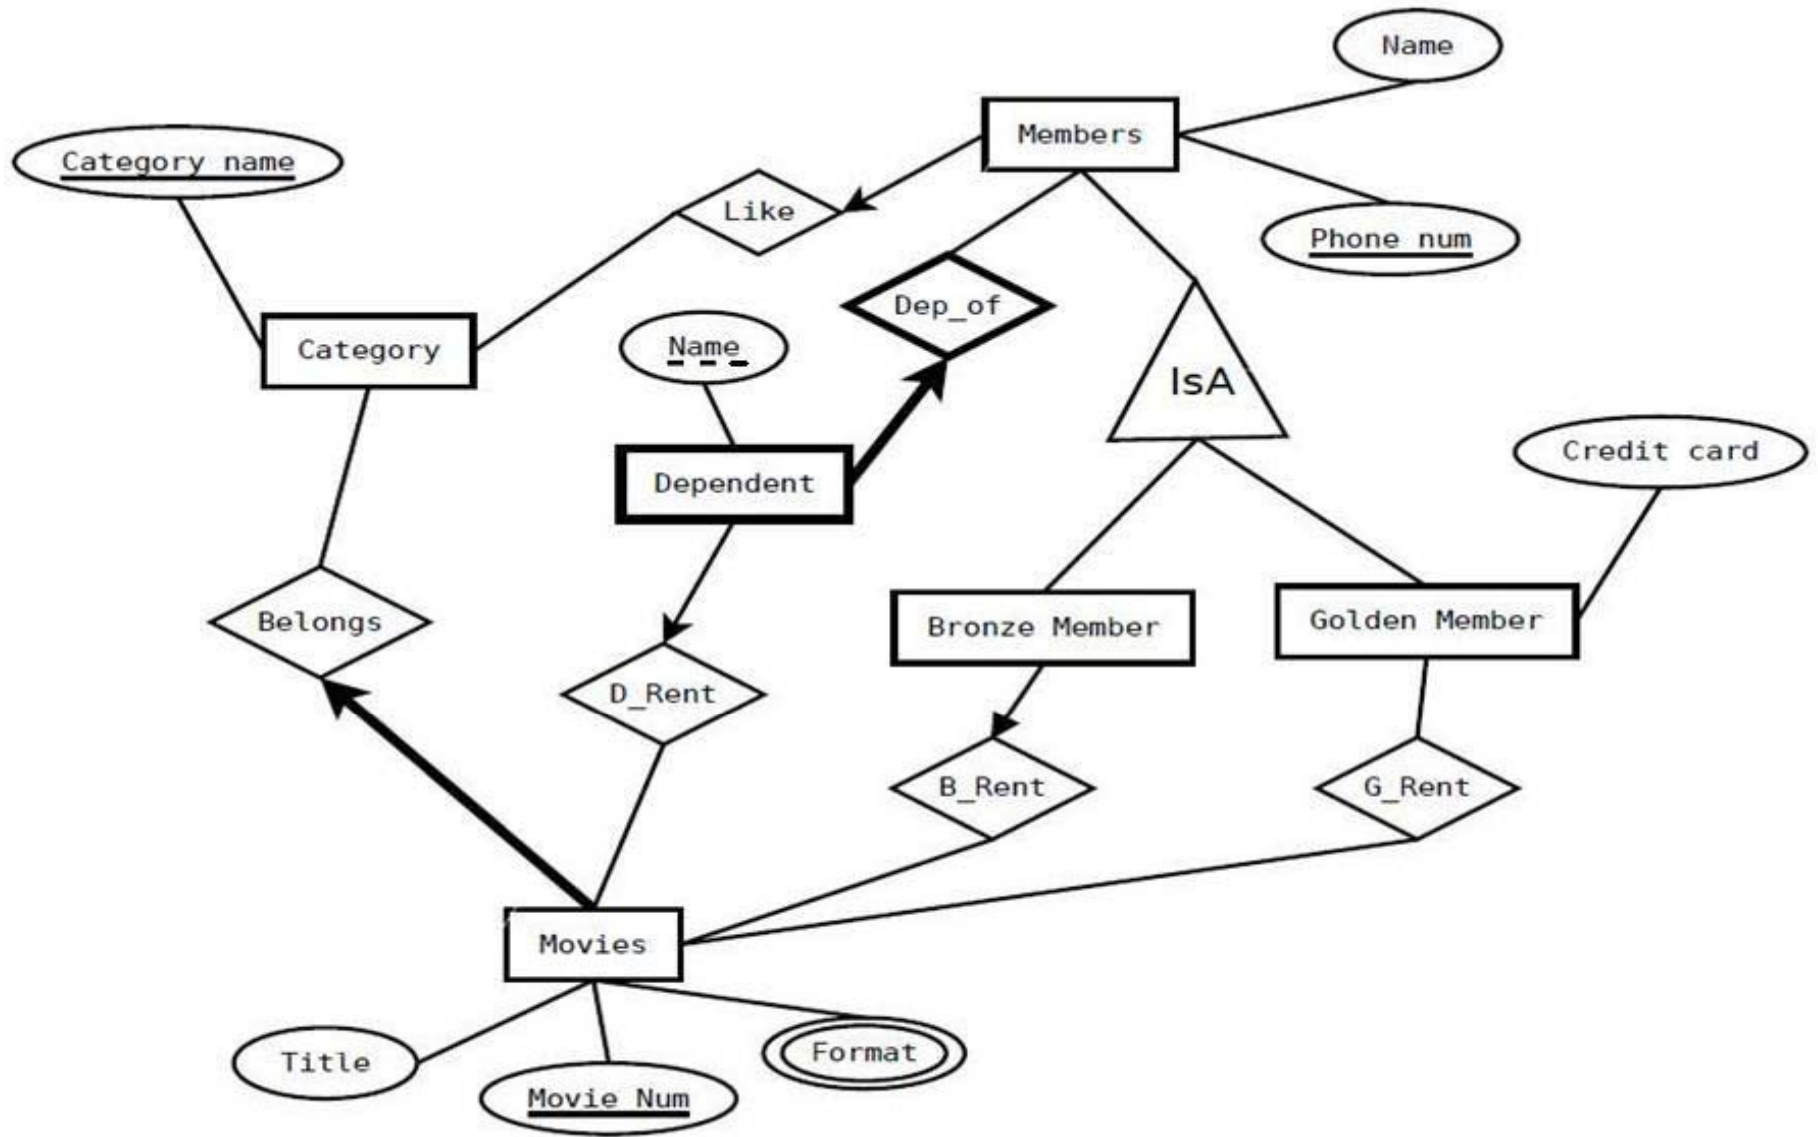 Name
Members
Category name
Like
Phone num
Dep_of
Name
Category
IsA
Credit card
Dependent
Belongs
Bronze Member
Golden Member
D_Rent
B_Rent
G_Rent
Movies
Title
Format
Movie Num